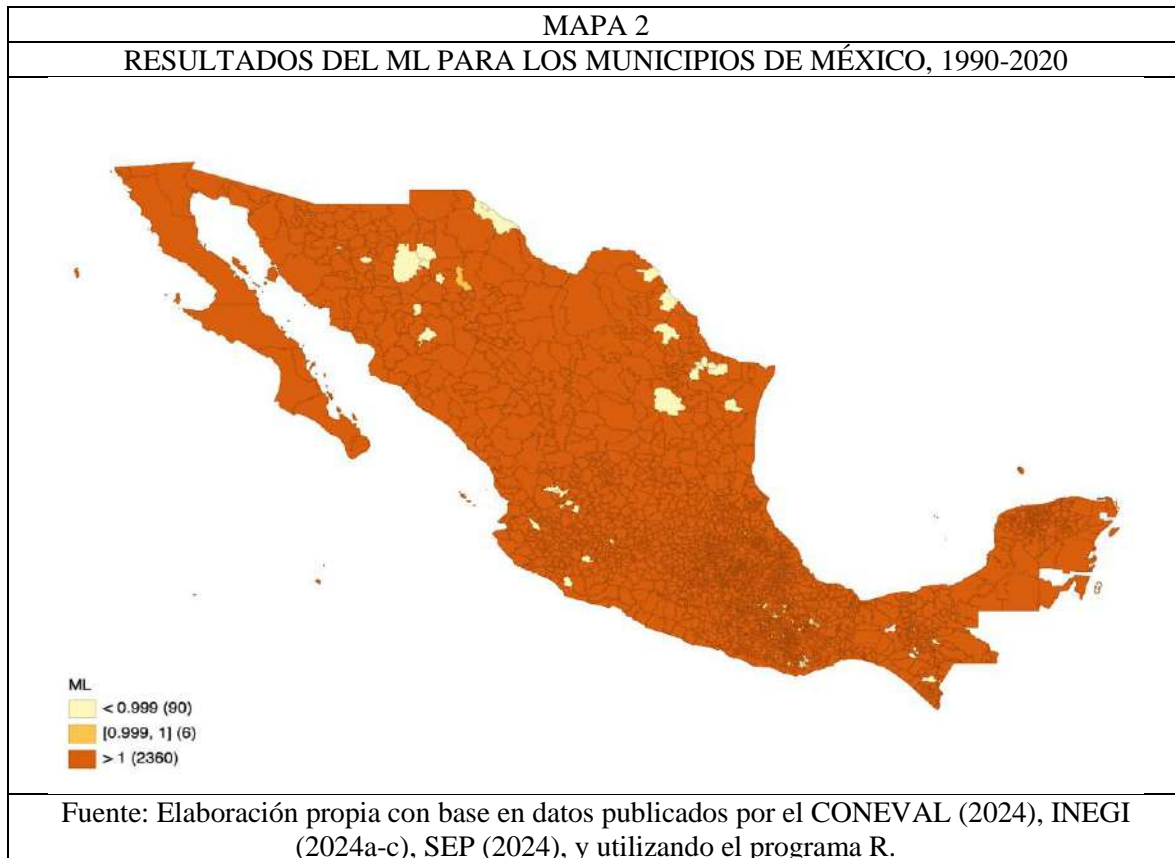 MAPA 2
RESULTADOS DEL ML PARA LOS MUNICIPIOS DE MÉXICO, 1990-2020
ML
< 0.999 (90)
[0.999, 1] (6)
> 1 (2360)
Fuente: Elaboración propia con base en datos publicados por el CONEVAL (2024), INEGI
(2024a-c), SEP (2024), y utilizando el programa R.